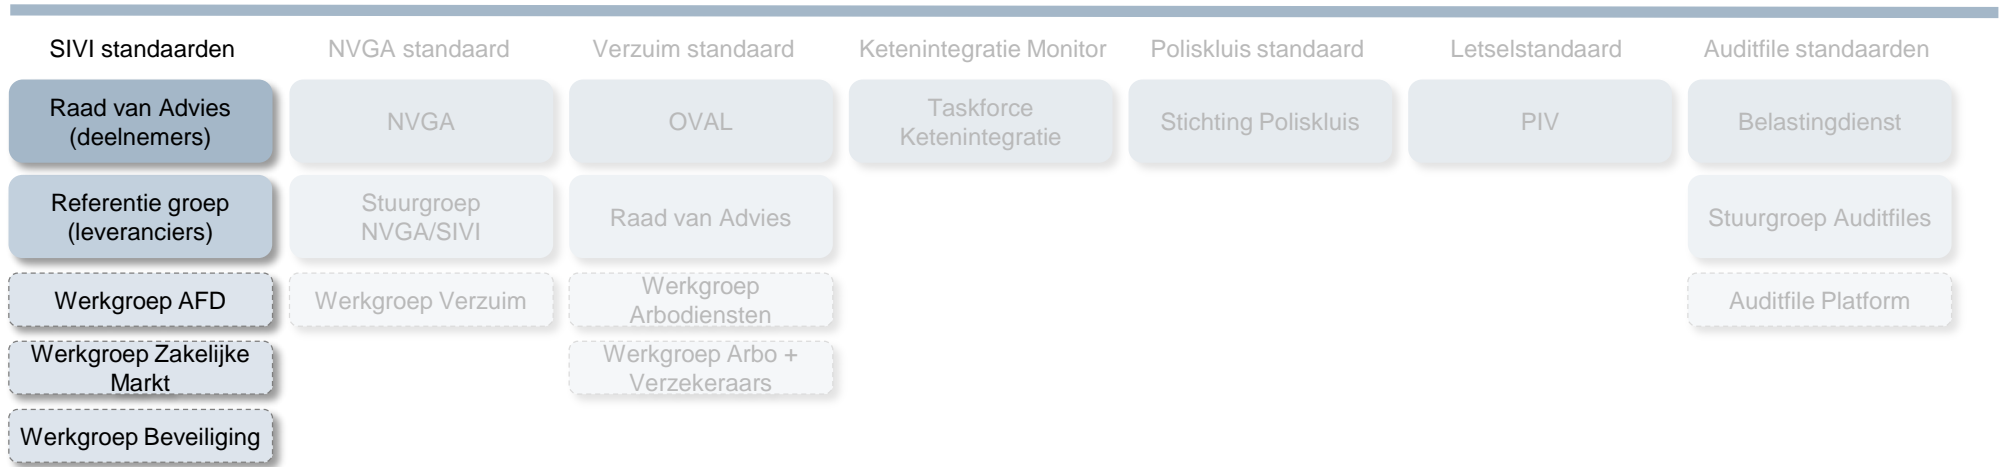 SIVI standaarden
NVGA standaard
Verzuim standaard
Ketenintegratie Monitor
Poliskluis standaard
Letselstandaard
Auditfile standaarden
Raad van Advies
(deelnemers)
NVGA
OVAL
Taskforce
Ketenintegratie
Stichting Poliskluis
PIV
Belastingdienst
Referentie groep
(leveranciers)
Stuurgroep
NVGA/SIVI
Raad van Advies
Stuurgroep Auditfiles
Werkgroep AFD
Werkgroep Verzuim
Werkgroep
Arbodiensten
Auditfile Platform
Werkgroep Zakelijke
Markt
Werkgroep Arbo +
Verzekeraars
Werkgroep Beveiliging